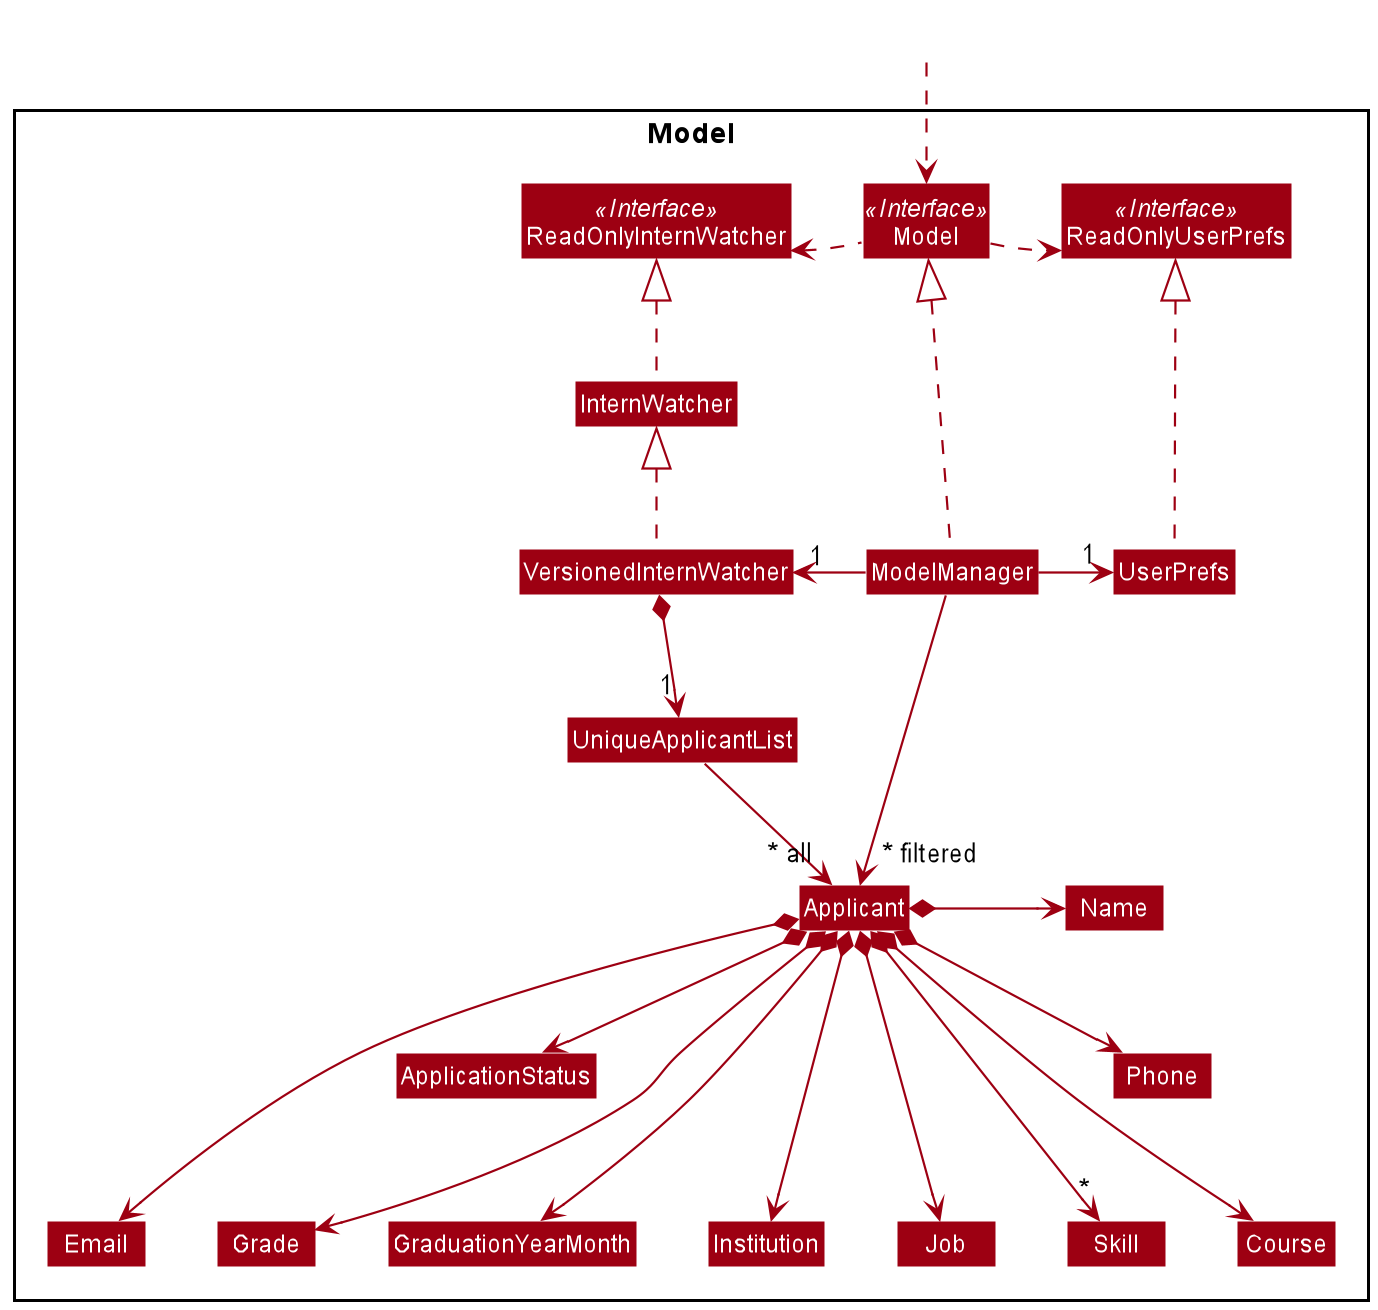 Model
«Interface»
ReadOnlyInternWatcher
«Interface»
Model
«Interface»
ReadOnlyUserPrefs
InternWatcher
VersionedInternWatcher
1
ModelManager
1
UserPrefs
1
UniqueApplicantList
* all
* filtered
Applicant
Name
ApplicationStatus
Phone
*
Email
Grade
GraduationYearMonth
Institution
Job
Skill
Course